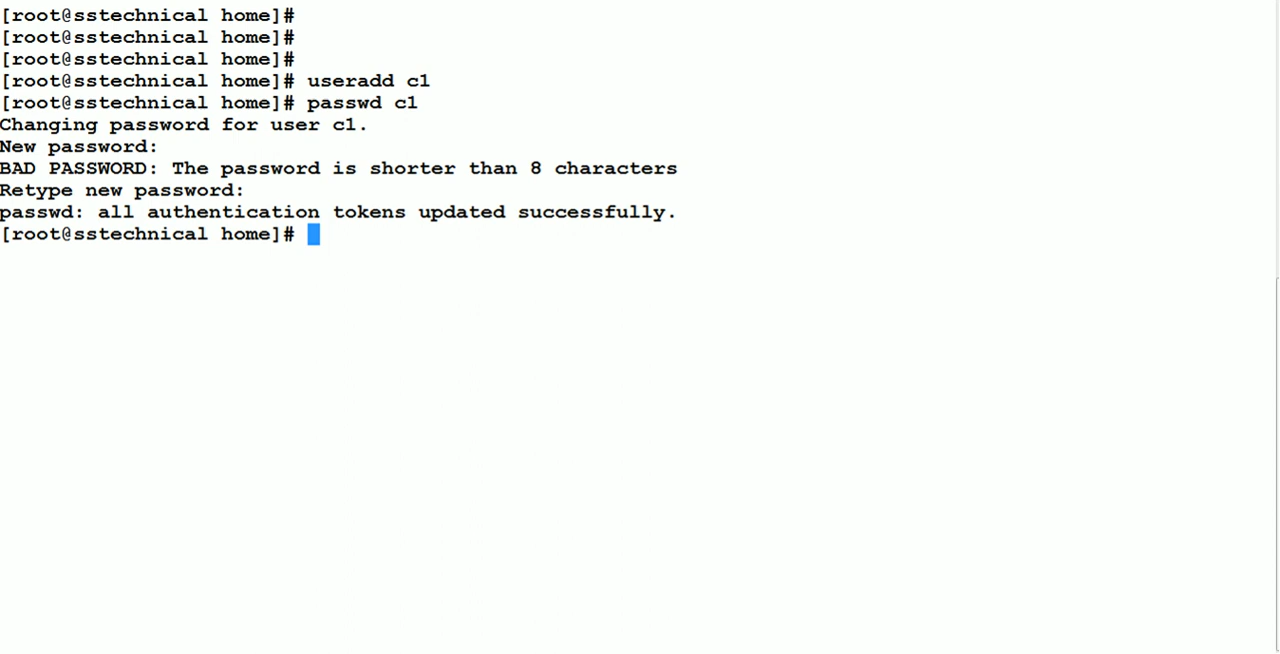 [root@sstechnical home]#
[root@sstechnical home]#
[root@sstechnical home]#
[root@sstechnical home]# useradd c1
[root@sstechnical home]# passwd c1
Changing password for user c1.
New password:
BAD PASSWORD: The password is shorter than 8 characters
Retype new password:
passwd: all authentication tokens updated successfully.
[root@sstechnical home]#